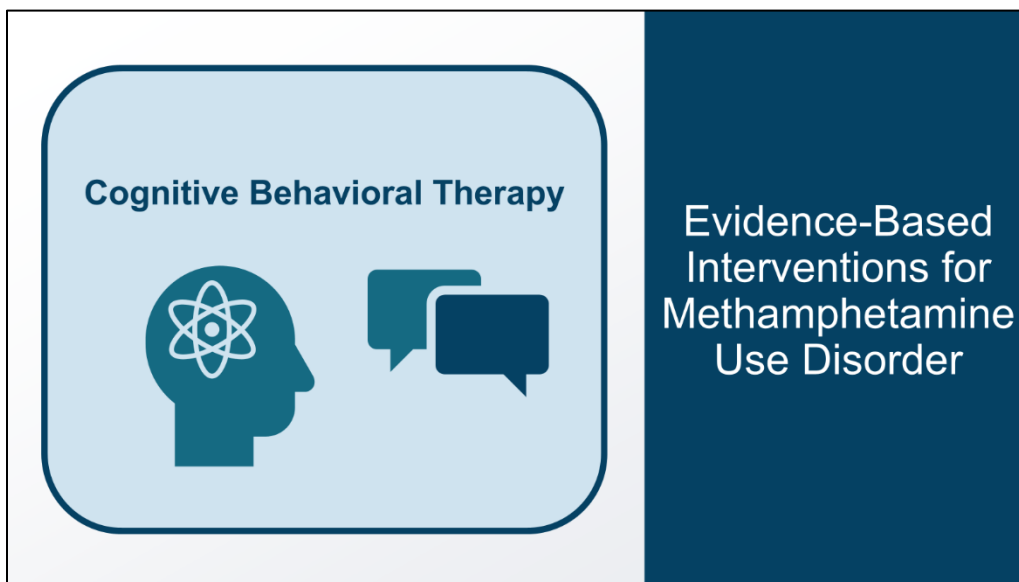 Cognitive Behavioral Therapy
Evidence-Based
Interventions for
Methamphetamine
Use Disorder